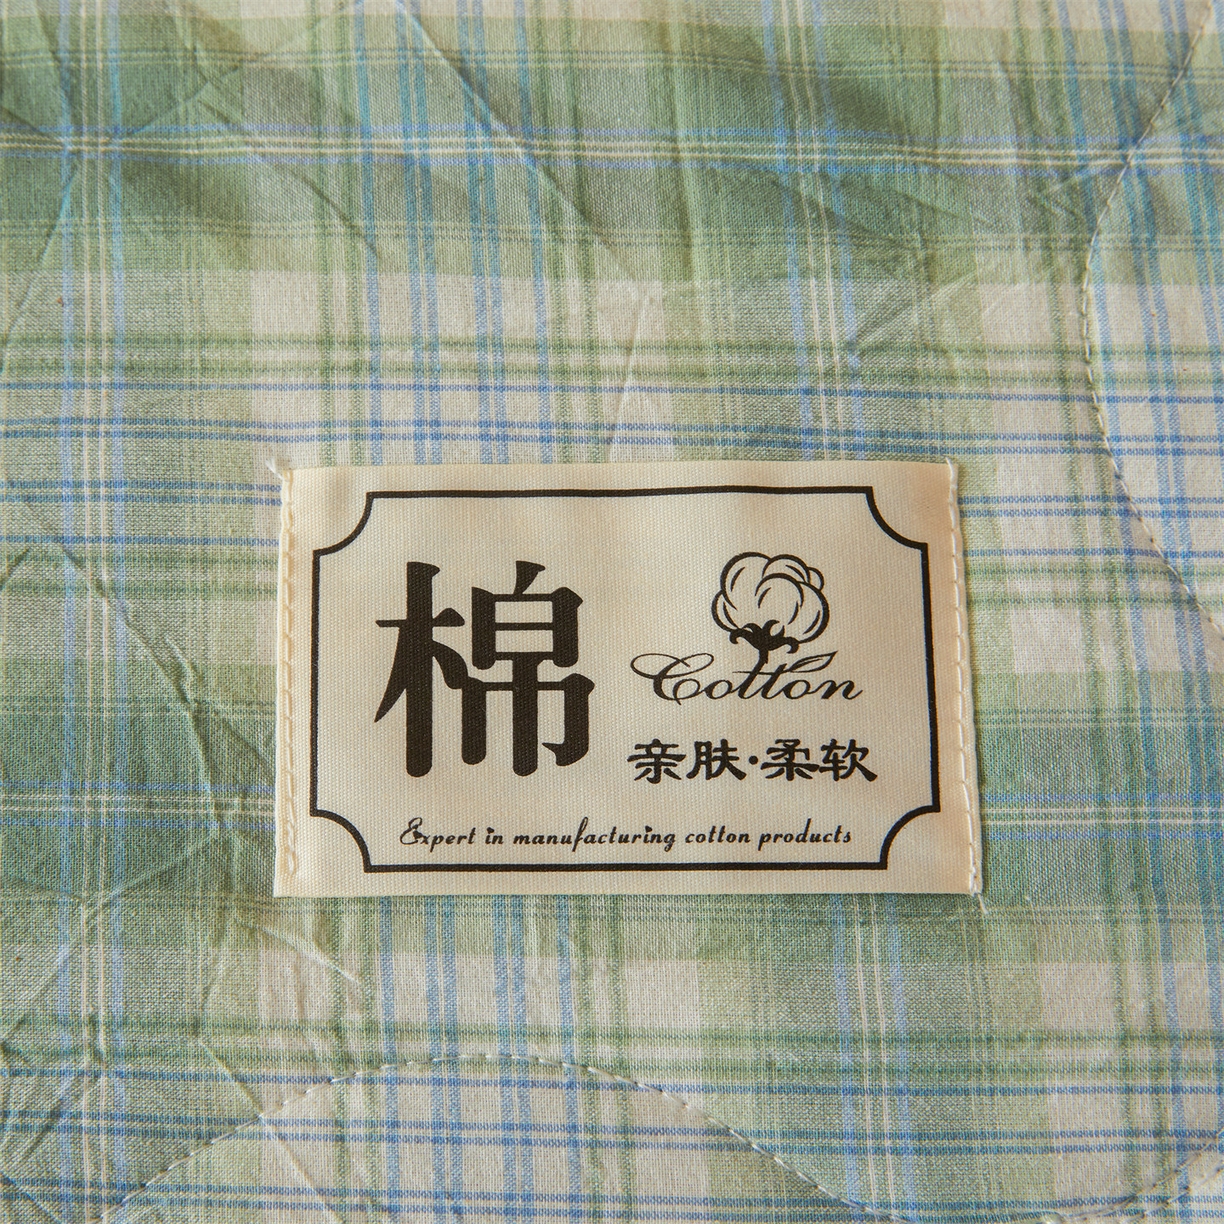 棉
Cotton
亲肤·柔软
Expert in manufacturing cotton products